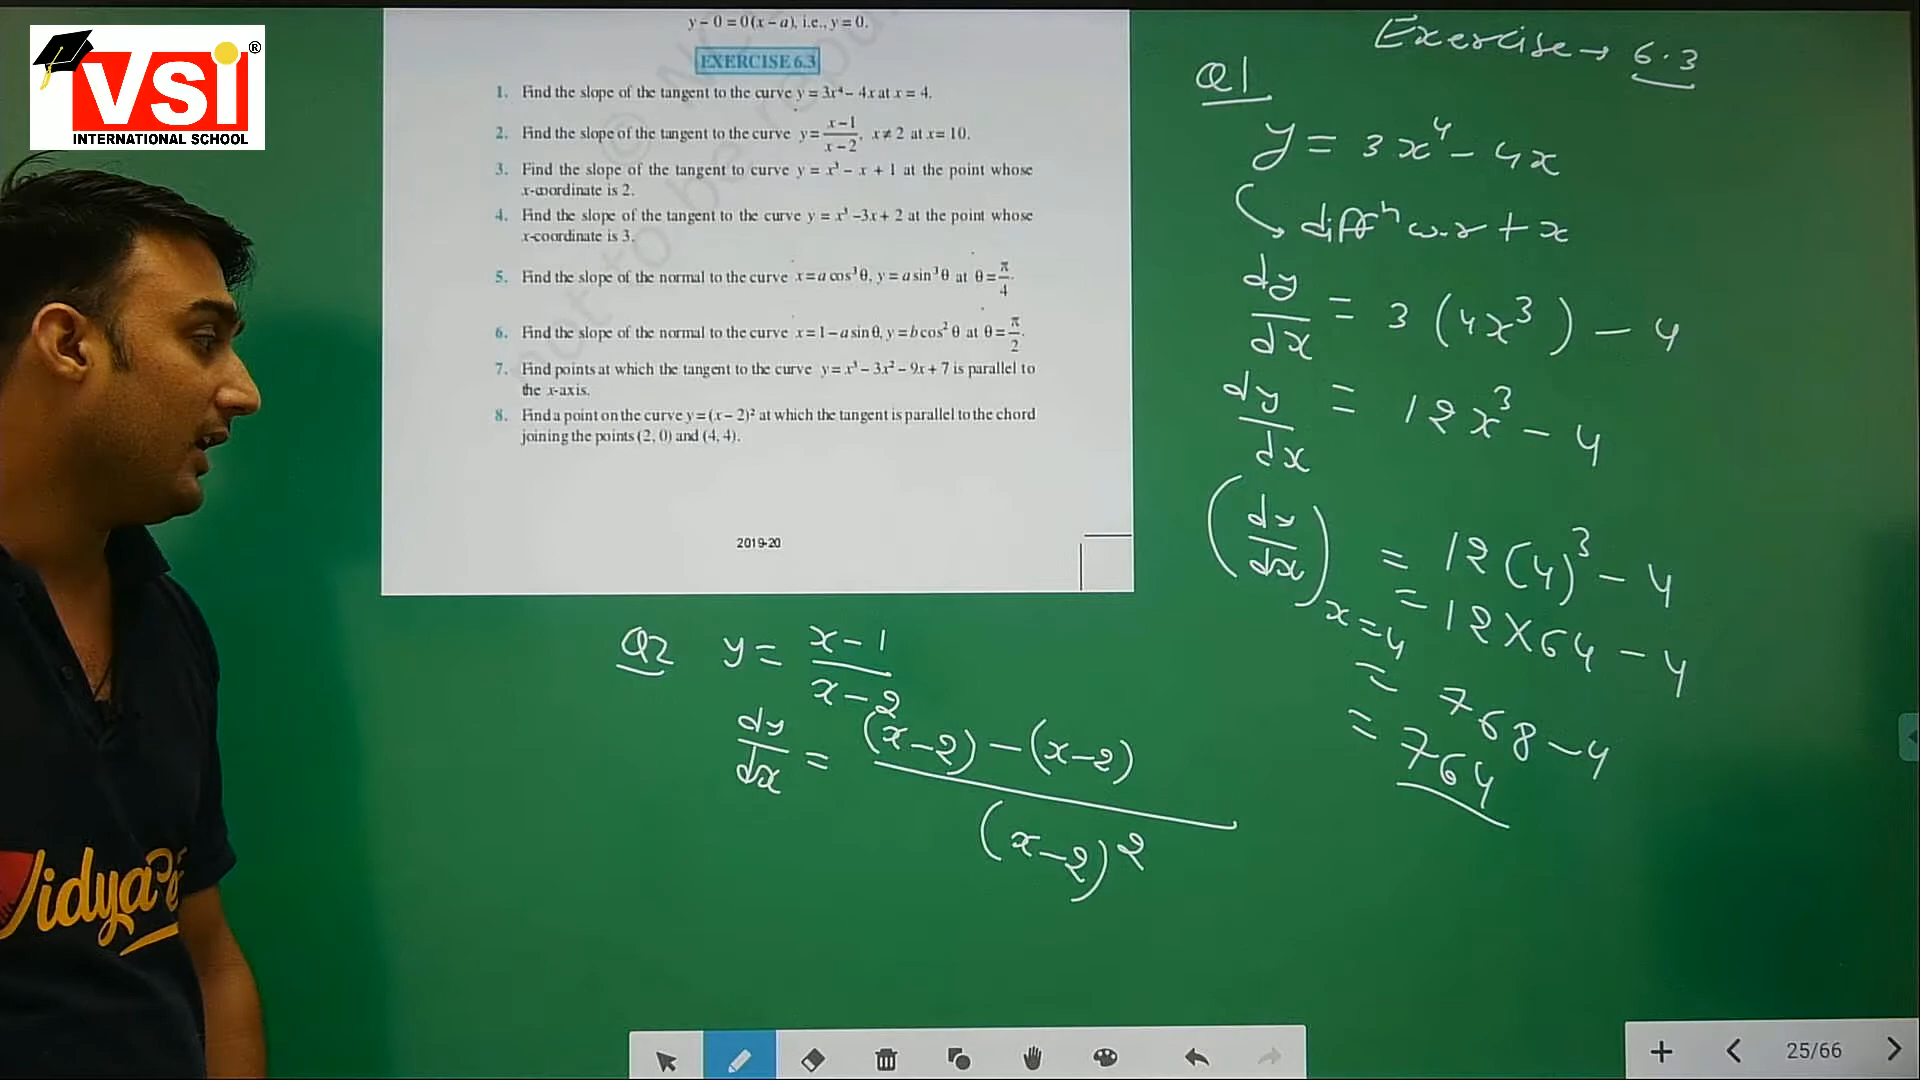 VSI®
INTERNATIONAL SCHOOL
y – 0 = 0 (x – a), i.e., y = 0.
EXERCISE 6.3
1. Find the slope of the tangent to the curve y = 3x⁴ – 4x at x = 4.
2. Find the slope of the tangent to the curve y = (x – 1)/(x – 2), x ≠ 2 at x = 10.
3. Find the slope of the tangent to curve y = x³ – x + 1 at the point whose
x-coordinate is 2.
4. Find the slope of the tangent to the curve y = x³ –3x + 2 at the point whose
x-coordinate is 3.
5. Find the slope of the normal to the curve x = a cos³θ, y = a sin³θ at θ = π/4.
6. Find the slope of the normal to the curve x = 1 – a sin θ, y = b cos² θ at θ = π/2.
7. Find points at which the tangent to the curve y = x³ – 3x² – 9x + 7 is parallel to
the x-axis.
8. Find a point on the curve y = (x – 2)² at which the tangent is parallel to the chord
joining the points (2, 0) and (4, 4).
2019-20
Exercise → 6.3
Q1
y = 3x⁴ – 4x
diffⁿ w.r t x
dy/dx = 3 (4x³) – 4
dy/dx = 12x³ – 4
(dy/dx) x=4 = 12(4)³ – 4
= 12×64 – 4
= 768 – 4
= 764
Q2 y = (x–1)/(x–2)
dy/dx = (x–2) – (x–2)
(x–2)²
25/66